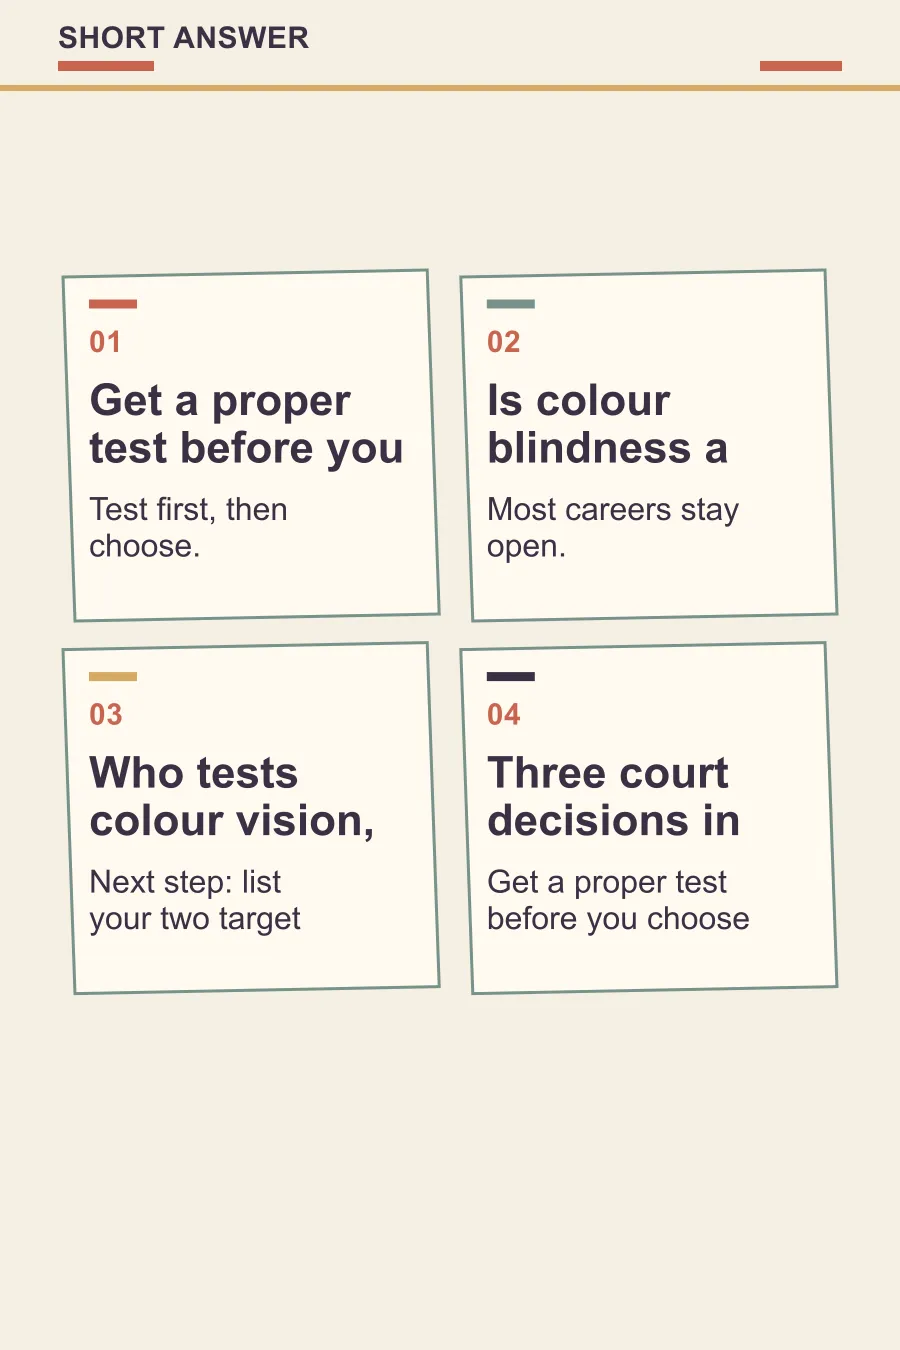 SHORT ANSWER
01
Get a proper
test before you
Test first, then
choose.
02
Is colour
blindness a
Most careers stay
open.
03
Who tests
colour vision,
Next step: list
your two target
04
Three court
decisions in
Get a proper test
before you choose